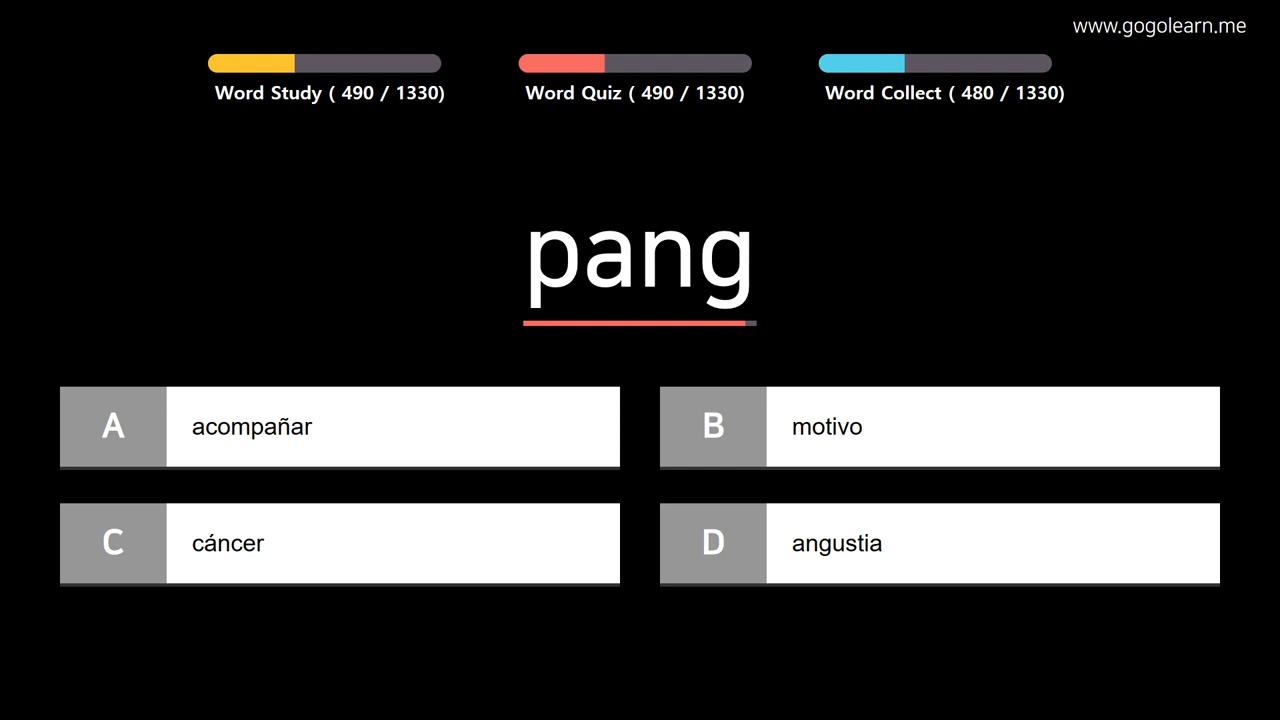 www.gogolearn.me
Word Study ( 490 / 1330)
Word Quiz ( 490 / 1330)
Word Collect ( 480 / 1330)
pang
A acompañar
B motivo
C cáncer
D angustia